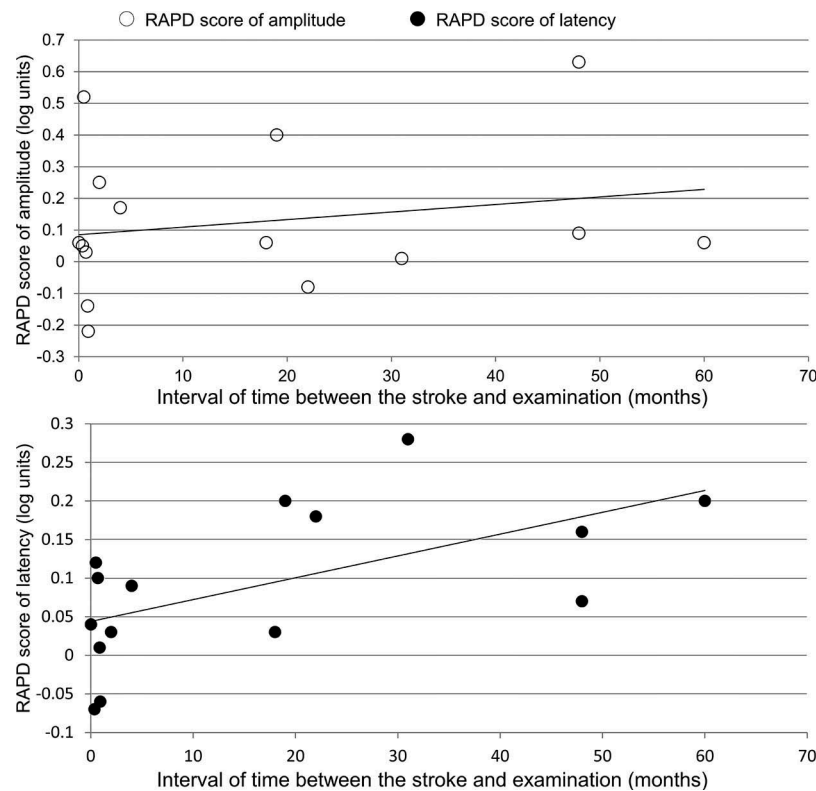 RAPD score of amplitude RAPD score of latency
RAPD score of amplitude (log units)
0.7
0.6
0.5
0.4
0.3
0.2
0.1
0
-0.1
-0.2
-0.3
0 10 20 30 40 50 60 70
Interval of time between the stroke and examination (months)
RAPD score of latency (log units)
0.3
0.25
0.2
0.15
0.1
0.05
0
-0.05
-0.1
0 10 20 30 40 50 60 70
Interval of time between the stroke and examination (months)